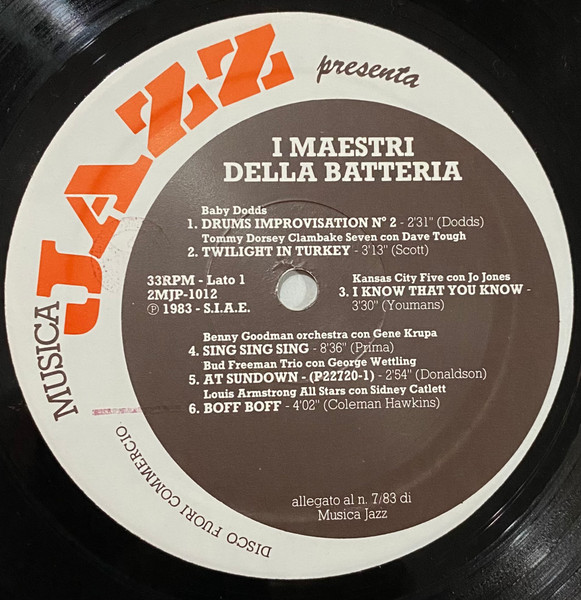 MUSICA
JAZZ
presenta
I MAESTRI
DELLA BATTERIA
Baby Dodds
1. DRUMS IMPROVISATION N° 2 - 2'31" (Dodds)
Tommy Dorsey Clambake Seven con Dave Tough
2. TWILIGHT IN TURKEY - 3'13" (Scott)
33RPM - Lato 1
2MJP-1012
℗ 1983 - S.I.A.E.
Kansas City Five con Jo Jones
3. I KNOW THAT YOU KNOW -
3'30" (Youmans)
Benny Goodman orchestra con Gene Krupa
4. SING SING SING - 8'36" (Prima)
Bud Freeman Trio con George Wettling
5. AT SUNDOWN - (P22720-1) - 2'54" (Donaldson)
Louis Armstrong All Stars con Sidney Catlett
6. BOFF BOFF - 4'02" (Coleman Hawkins)
allegato al n. 7/83 di
Musica Jazz
DISCO FUORI COMMERCIO